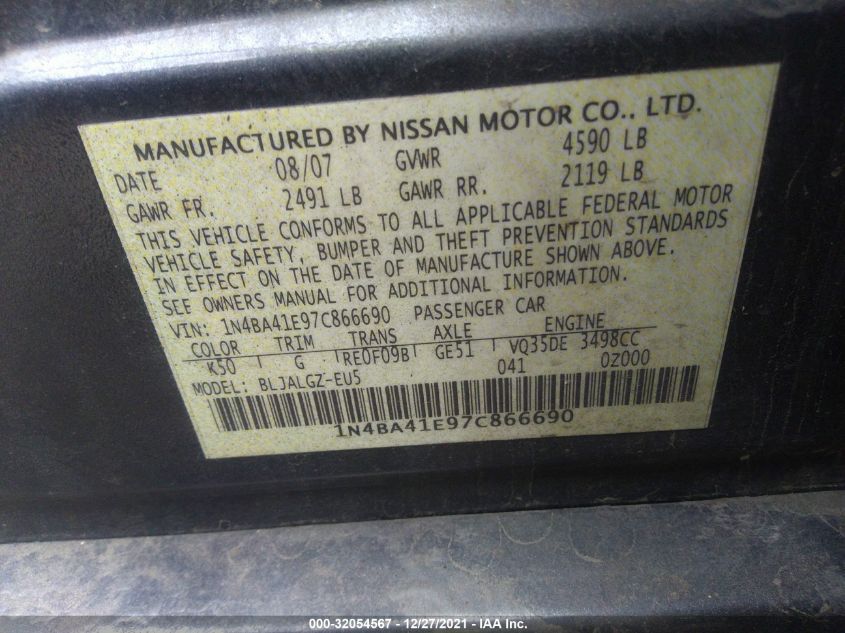 MANUFACTURED BY NISSAN MOTOR CO., LTD.
DATE 08/07 GVWR 4590 LB
GAWR FR. 2491 LB GAWR RR. 2119 LB
THIS VEHICLE CONFORMS TO ALL APPLICABLE FEDERAL MOTOR
VEHICLE SAFETY, BUMPER AND THEFT PREVENTION STANDARDS
IN EFFECT ON THE DATE OF MANUFACTURE SHOWN ABOVE.
SEE OWNERS MANUAL FOR ADDITIONAL INFORMATION.
VIN: 1N4BA41E97C866690 PASSENGER CAR
COLOR TRIM TRANS AXLE ENGINE
K50 G RE0F09B GE51 VQ35DE 3498CC
MODEL: BLJALGZ-EU5 041 0Z000
1N4BA41E97C866690
000-32054567 - 12/27/2021 - IAA Inc.